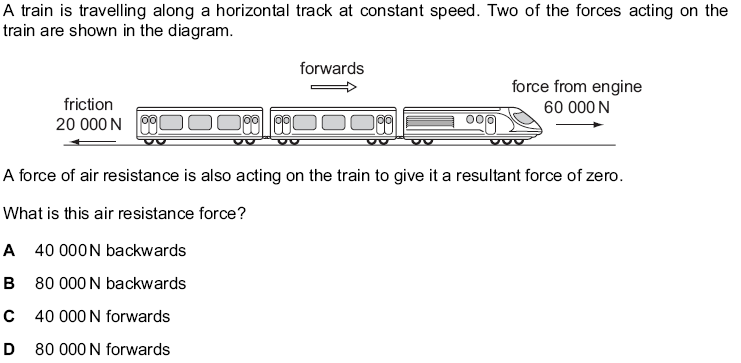 A train is travelling along a horizontal track at constant speed. Two of the forces acting on the
train are shown in the diagram.
forwards
force from engine
60 000 N
friction
20 000 N
A force of air resistance is also acting on the train to give it a resultant force of zero.
What is this air resistance force?
A 40 000 N backwards
B 80 000 N backwards
C 40 000 N forwards
D 80 000 N forwards